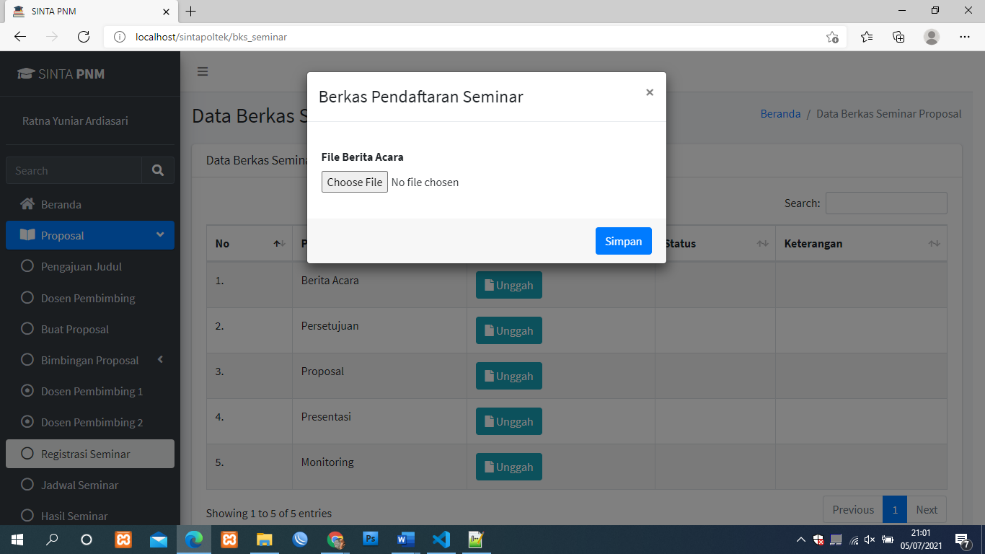 SINTA PNM
localhost/sintapoltek/bks_seminar
SINTA PNM
Ratna Yuniar Ardiasari
Search
Beranda
Proposal
Pengajuan Judul
Dosen Pembimbing
Buat Proposal
Bimbingan Proposal
Dosen Pembimbing 1
Dosen Pembimbing 2
Registrasi Seminar
Jadwal Seminar
Hasil Seminar
Data Berkas S
Beranda / Data Berkas Seminar Proposal
Data Berkas Semina
Berkas Pendaftaran Seminar ×
File Berita Acara
Choose File No file chosen
Simpan
Search:
No P Status Keterangan
1. Berita Acara Unggah
2. Persetujuan Unggah
3. Proposal Unggah
4. Presentasi Unggah
5. Monitoring Unggah
Showing 1 to 5 of 5 entries
Previous 1 Next
21:01
05/07/2021
7